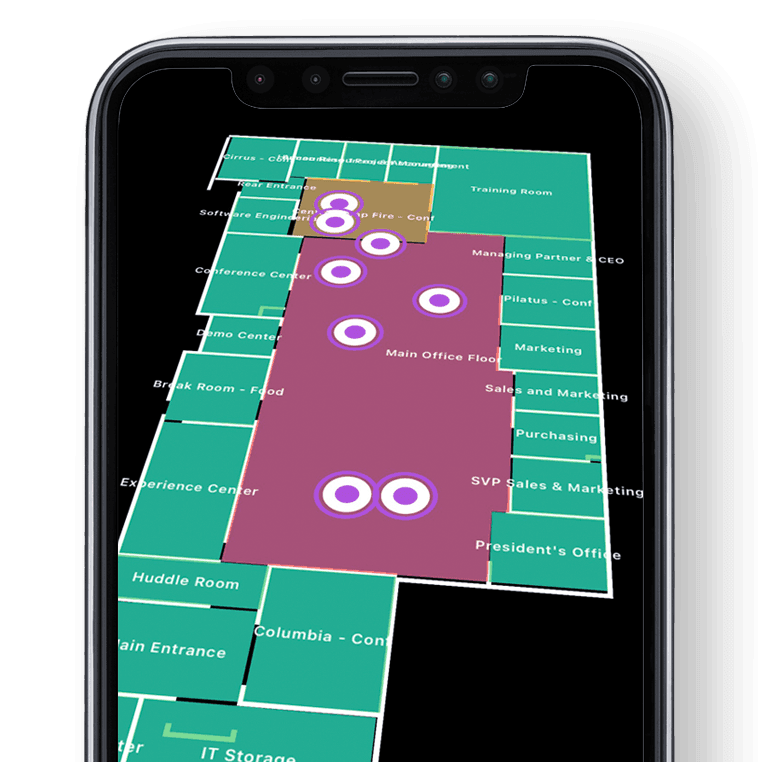 Cirrus - Conf
Training Room
Rear Entrance
Software Engineeri
p Fire - Conf
Managing Partner & CEO
Conference Center
Pilatus - Conf
Demo Center
Main Office Floor
Marketing
Break Room - Food
Sales and Marketing
Purchasing
Experience Center
SVP Sales & Marketing
President's Office
Huddle Room
Columbia - Conf
ain Entrance
ter
IT Storage